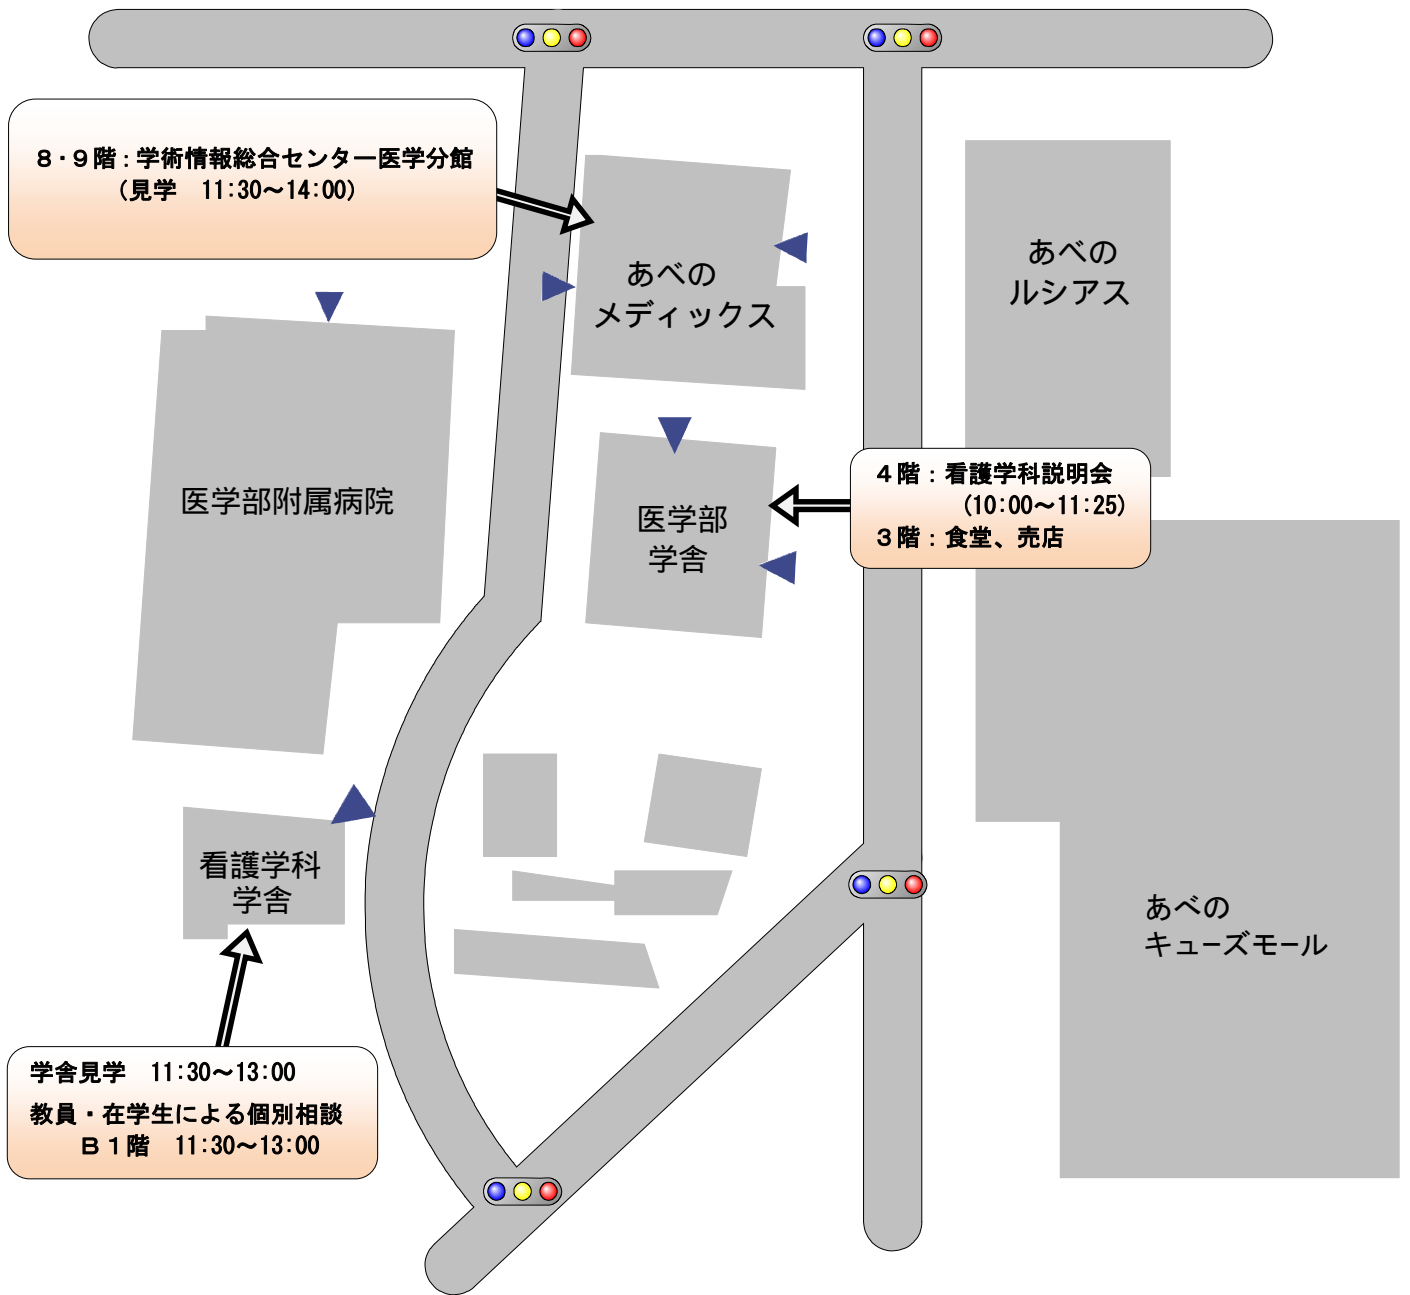 ８・９階：学術情報総合センター医学分館
(見学　11:30～14:00)
あべの
メディックス
あべの
ルシアス
医学部附属病院
医学部
学舎
４階：看護学科説明会
(10:00～11:25)
３階：食堂、売店
看護学科
学舎
あべの
キューズモール
学舎見学　11:30～13:00
教員・在学生による個別相談
Ｂ１階　11:30～13:00